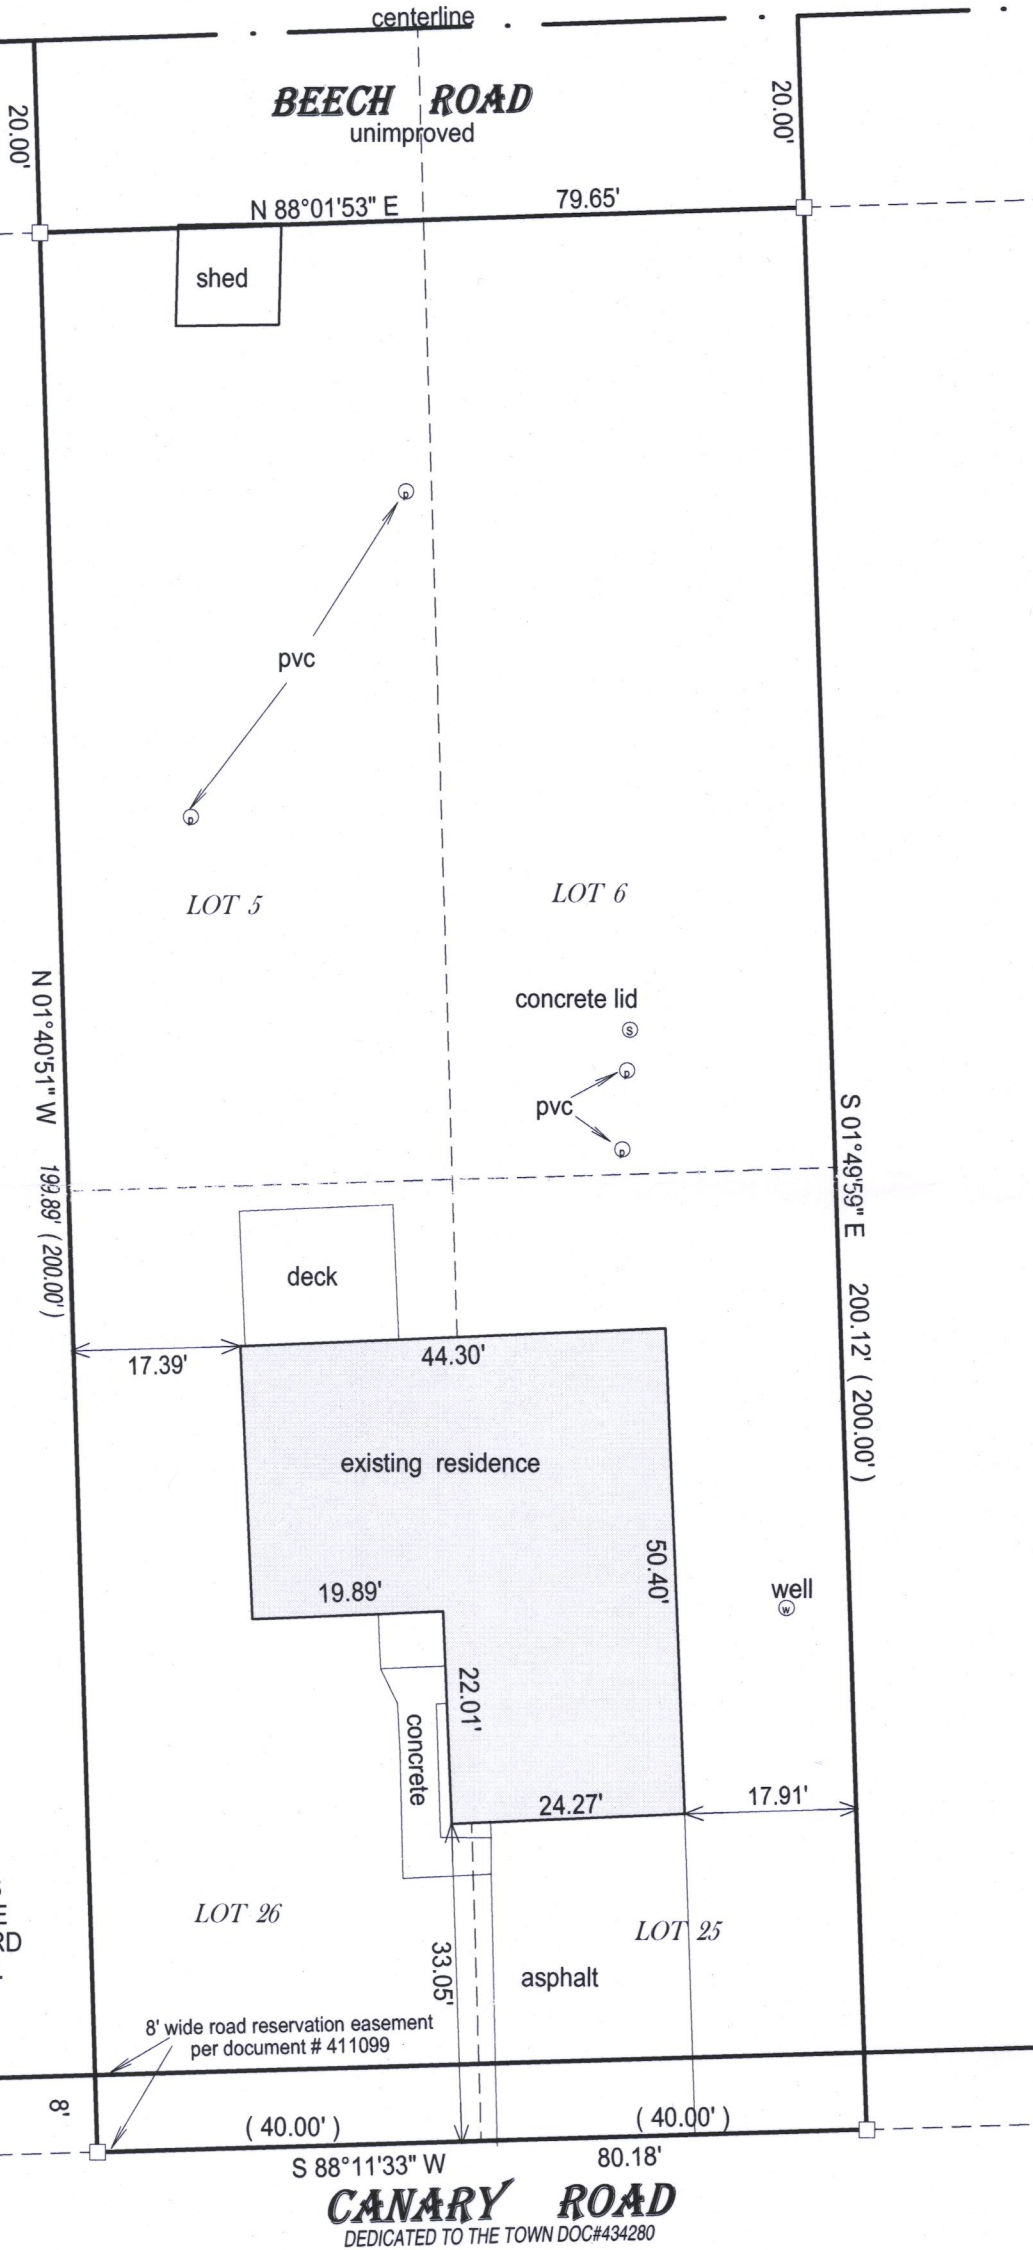 centerline
BEECH ROAD
unimproved
20.00'
20.00'
N 88°01'53" E 79.65'
shed
pvc
LOT 5
LOT 6
concrete lid
S
p
p
pvc
p
p
N 01°40'51" W 199.89' ( 200.00' )
S 01°49'59" E 200.12' ( 200.00' )
deck
17.39'
44.30'
existing residence
50.40'
well
w
19.89'
22.01'
concrete
24.27'
17.91'
LOT 26
LOT 25
RD
33.05'
asphalt
8' wide road reservation easement
per document # 411099
8'
( 40.00' )
( 40.00' )
S 88°11'33" W 80.18'
CANARY ROAD
DEDICATED TO THE TOWN DOC#434280